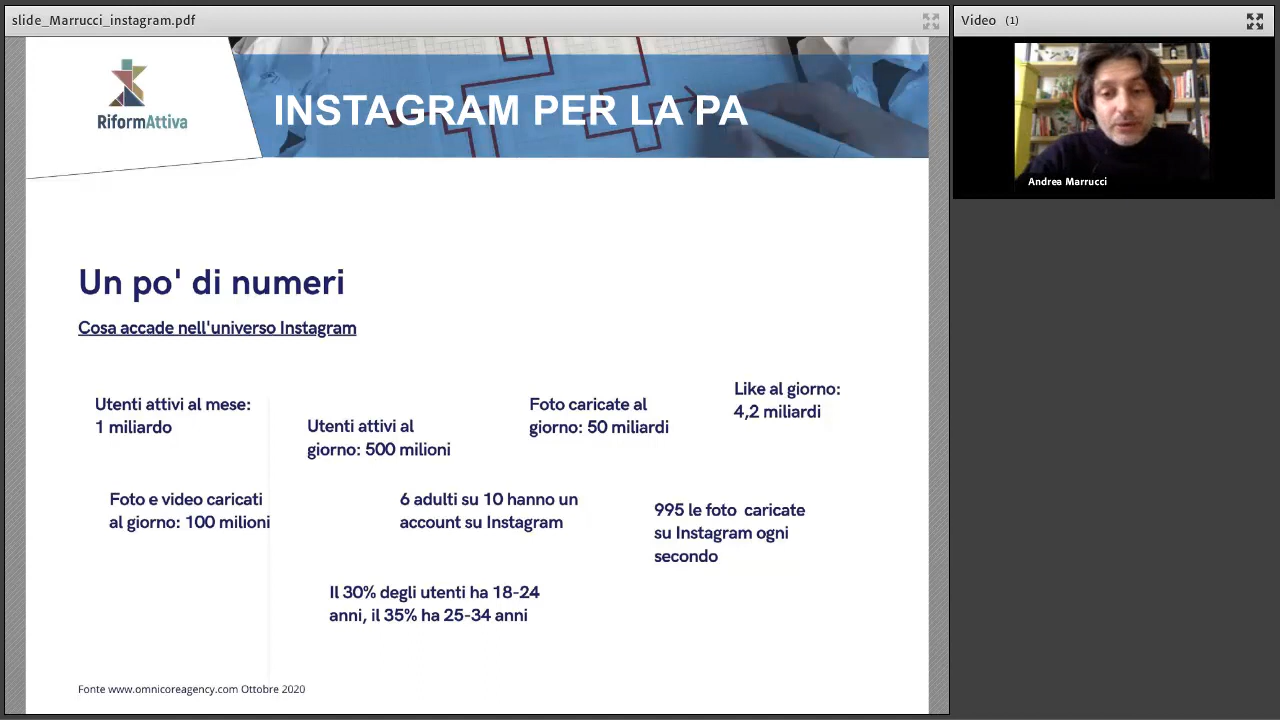 slide_Marrucci_instagram.pdf
Video (1)
RiformAttiva
INSTAGRAM PER LA PA
Andrea Marrucci
Un po' di numeri
Cosa accade nell'universo Instagram
Utenti attivi al mese:
1 miliardo
Utenti attivi al
giorno: 500 milioni
Foto caricate al
giorno: 50 miliardi
Like al giorno:
4,2 miliardi
Foto e video caricati
al giorno: 100 milioni
6 adulti su 10 hanno un
account su Instagram
995 le foto  caricate
su Instagram ogni
secondo
Il 30% degli utenti ha 18-24
anni, il 35% ha 25-34 anni
Fonte www.omnicoreagency.com Ottobre 2020